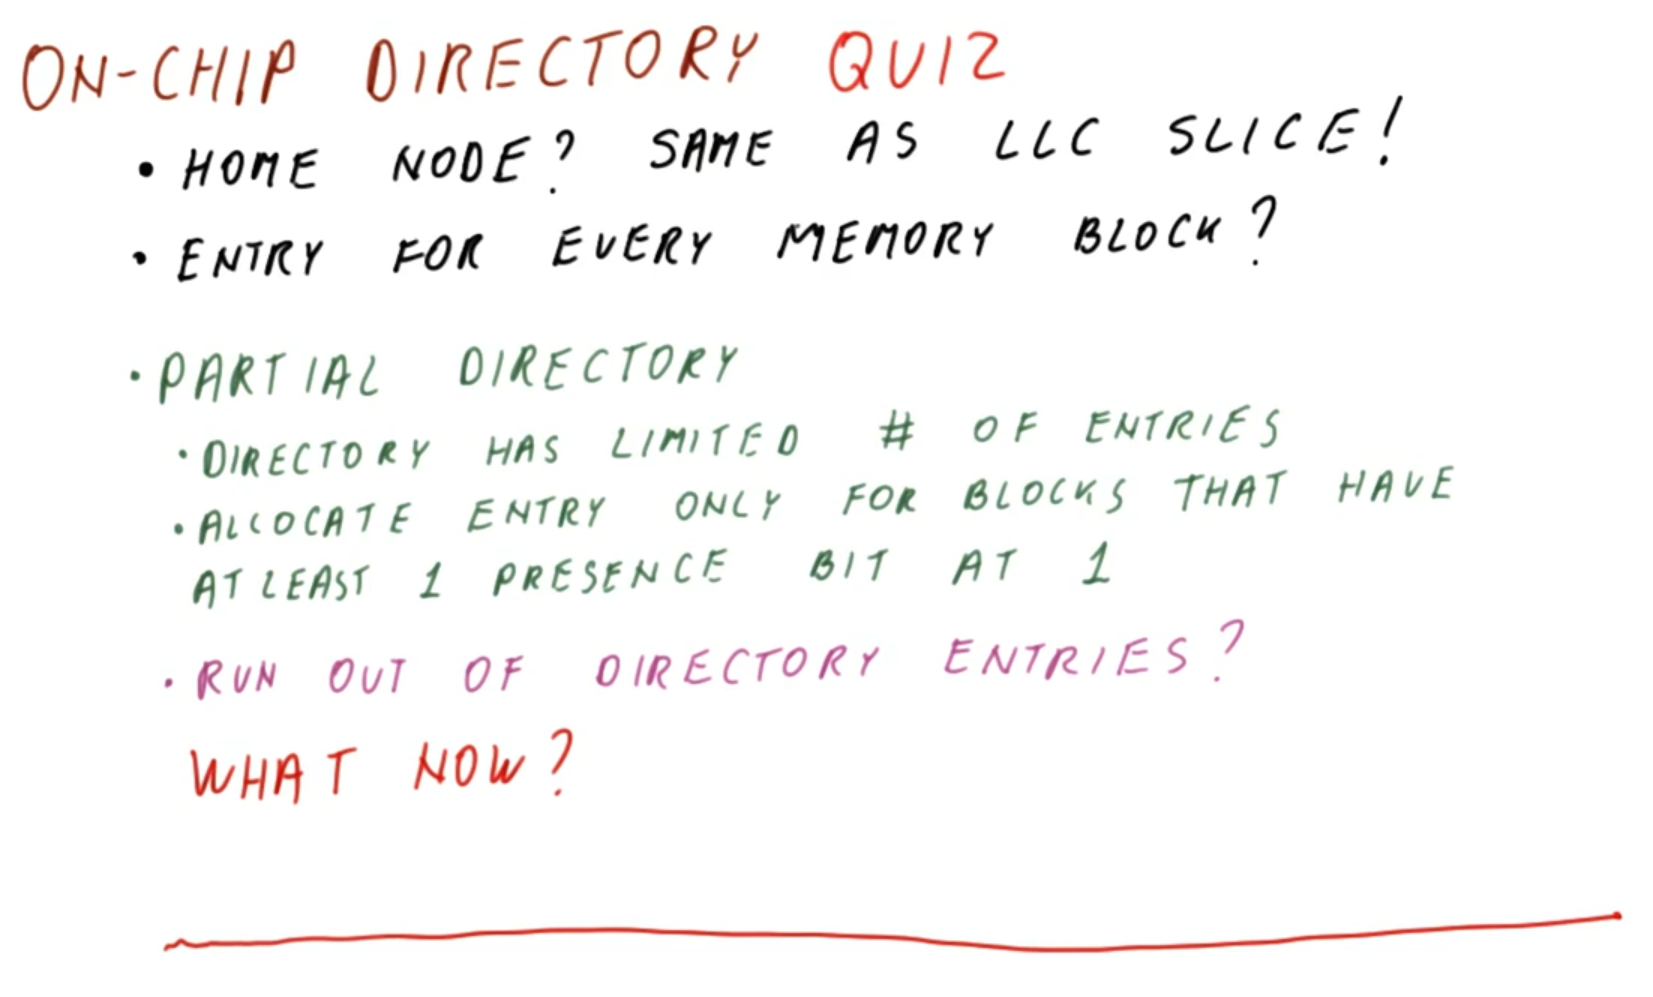 ON-CHIP DIRECTORY QUIZ
• HOME NODE? SAME AS LLC SLICE!
• ENTRY FOR EVERY MEMORY BLOCK?
• PARTIAL DIRECTORY
• DIRECTORY HAS LIMITED # OF ENTRIES
• ALLOCATE ENTRY ONLY FOR BLOCKS THAT HAVE
AT LEAST 1 PRESENCE BIT AT 1
• RUN OUT OF DIRECTORY ENTRIES?
WHAT NOW?